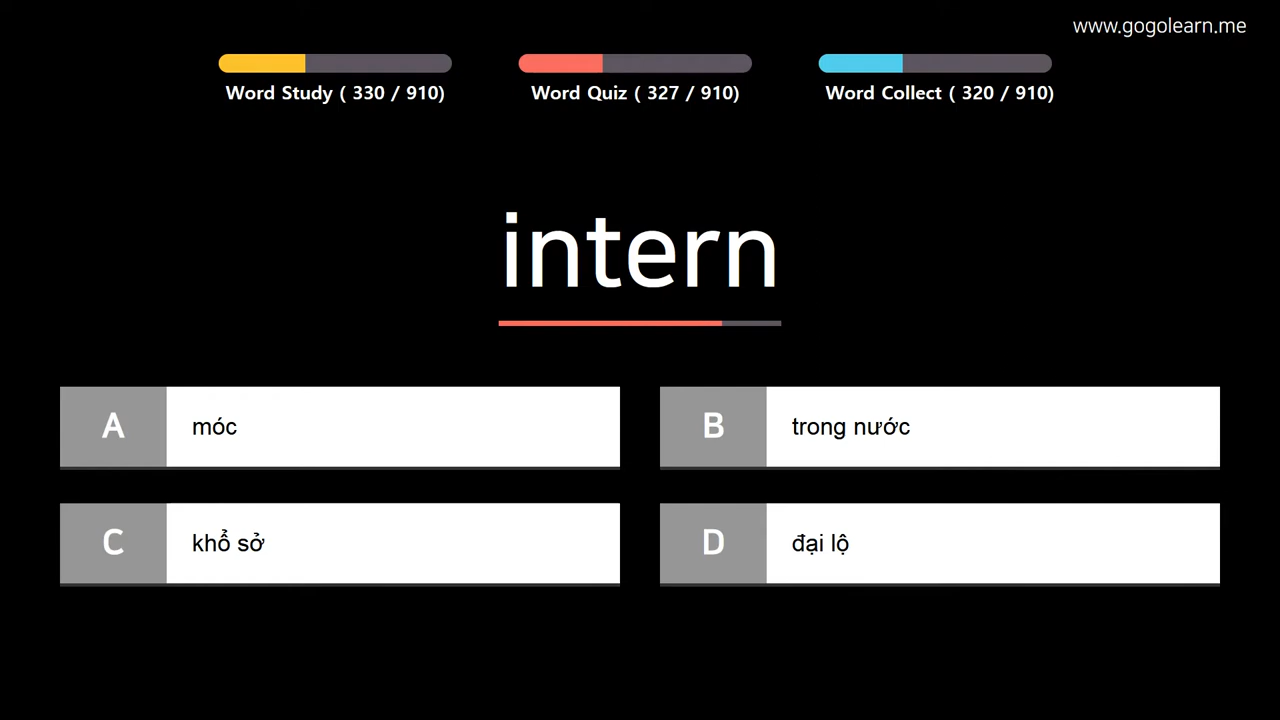 www.gogolearn.me
Word Study ( 330 / 910)
Word Quiz ( 327 / 910)
Word Collect ( 320 / 910)
intern
A móc
B trong nước
C khổ sở
D đại lộ